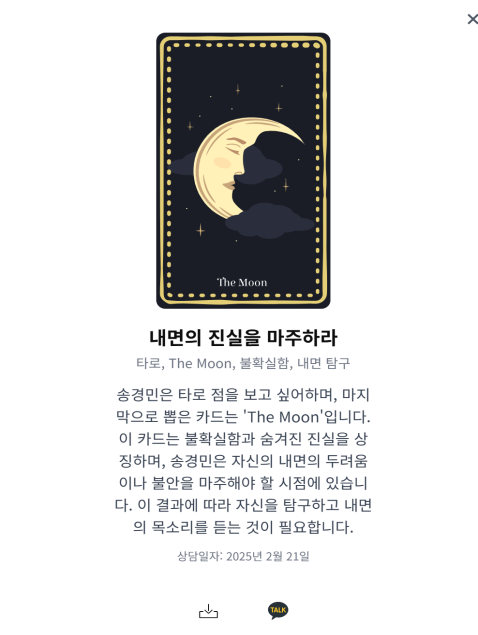 The Moon
내면의 진실을 마주하라
타로, The Moon, 불확실함, 내면 탐구
송경민은 타로 점을 보고 싶어하며, 마지
막으로 뽑은 카드는 'The Moon'입니다.
이 카드는 불확실함과 숨겨진 진실을 상
징하며, 송경민은 자신의 내면의 두려움
이나 불안을 마주해야 할 시점에 있습니
다. 이 결과에 따라 자신을 탐구하고 내면
의 목소리를 듣는 것이 필요합니다.
상담일자: 2025년 2월 21일
TALK